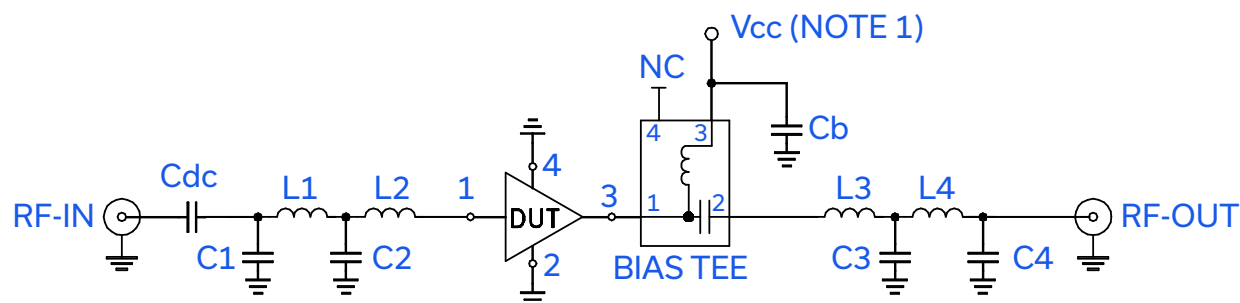 Vcc (NOTE 1)
NC
4 3
Cb
4
Cdc
L1
L2
1
3
1 2
L3
L4
RF-IN
DUT
RF-OUT
C1
C2
2
BIAS TEE
C3
C4